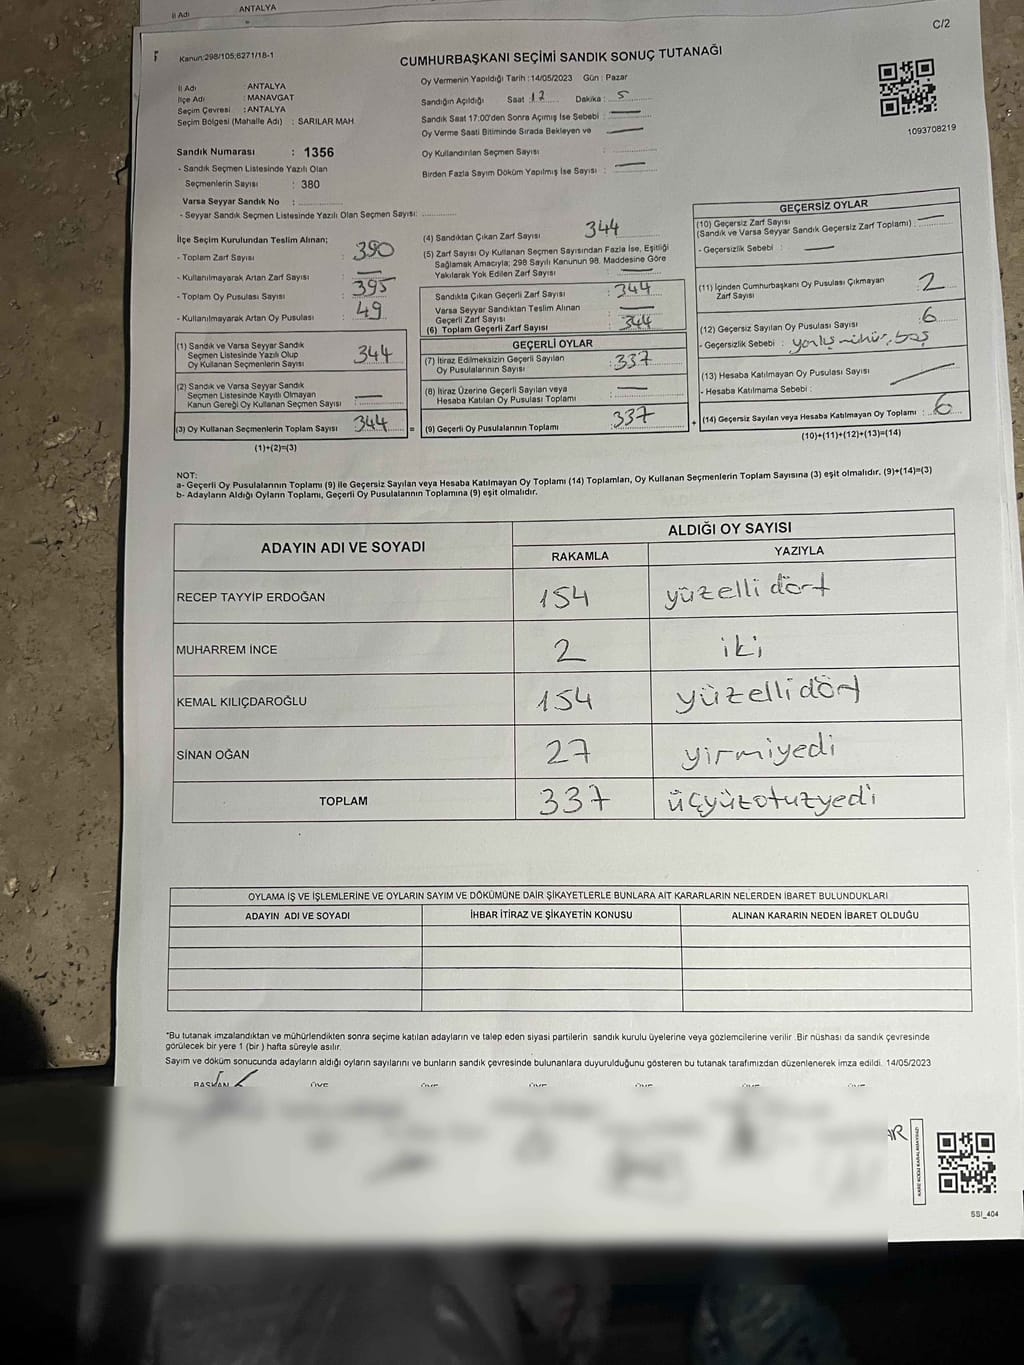 İl Adı ANTALYA
C/2
Kanun:298/105;6271/18-1
CUMHURBAŞKANI SEÇİMİ SANDIK SONUÇ TUTANAĞI
İl Adı : ANTALYA
İlçe Adı : MANAVGAT
Seçim Çevresi : ANTALYA
Seçim Bölgesi (Mahalle Adı) : SARILAR MAH.
Oy Vermenin Yapıldığı Tarih :14/05/2023 Gün : Pazar
Sandığın Açıldığı Saat :17 Dakika : 5
Sandık Saat 17:00'den Sonra Açımış İse Sebebi : —
Oy Verme Saati Bitiminde Sırada Bekleyen ve —
Oy Kullandırılan Seçmen Sayısı :
Birden Fazla Sayım Döküm Yapılmış İse Sayısı : —
1093708219
Sandık Numarası : 1356
- Sandık Seçmen Listesinde Yazılı Olan
Seçmenlerin Sayısı : 380
Varsa Seyyar Sandık No :
- Seyyar Sandık Seçmen Listesinde Yazılı Olan Seçmen Sayısı:
İlçe Seçim Kurulundan Teslim Alınan;
- Toplam Zarf Sayısı : 390
- Kullanılmayarak Artan Zarf Sayısı : —
- Toplam Oy Pusulası Sayısı : 395
- Kullanılmayarak Artan Oy Pusulası : 49
(1) Sandık ve Varsa Seyyar Sandık
Seçmen Listesinde Yazılı Olup
Oy Kullanan Seçmenlerin Sayısı : 344
(2) Sandık ve Varsa Seyyar Sandık
Seçmen Listesinde Kayıtlı Olmayan
Kanun Gereği Oy Kullanan Seçmen Sayısı : —
(3) Oy Kullanan Seçmenlerin Toplam Sayısı : 344 =
(1)+(2)=(3)
(4) Sandıktan Çıkan Zarf Sayısı : 344
(5) Zarf Sayısı Oy Kullanan Seçmen Sayısından Fazla İse, Eşitliği
Sağlamak Amacıyla; 298 Sayılı Kanunun 98. Maddesine Göre
Yakılarak Yok Edilen Zarf Sayısı : —
Sandıkta Çıkan Geçerli Zarf Sayısı : 344
Varsa Seyyar Sandıktan Teslim Alınan
Geçerli Zarf Sayısı : —
(6) Toplam Geçerli Zarf Sayısı : 344
GEÇERLİ OYLAR
(7) İtiraz Edilmeksizin Geçerli Sayılan
Oy Pusulalarının Sayısı : 337
(8) İtiraz Üzerine Geçerli Sayılan veya
Hesaba Katılan Oy Pusulası Toplamı : —
(9) Geçerli Oy Pusulalarının Toplamı : 337 +
GEÇERSİZ OYLAR
(10) Geçersiz Zarf Sayısı
(Sandık ve Varsa Seyyar Sandık Geçersiz Zarf Toplamı) : —
- Geçersizlik Sebebi : —
(11) İçinden Cumhurbaşkanı Oy Pusulası Çıkmayan
Zarf Sayısı : 2
(12) Geçersiz Sayılan Oy Pusulası Sayısı : 6
- Geçersizlik Sebebi : yanlış mühür, boş
(13) Hesaba Katılmayan Oy Pusulası Sayısı :
- Hesaba Katılmama Sebebi :
(14) Geçersiz Sayılan veya Hesaba Katılmayan Oy Toplamı : 6
(10)+(11)+(12)+(13)=(14)
NOT:
a- Geçerli Oy Pusulalarının Toplamı (9) ile Geçersiz Sayılan veya Hesaba Katılmayan Oy Toplamı (14) Toplamları, Oy Kullanan Seçmenlerin Toplam Sayısına (3) eşit olmalıdır. (9)+(14)=(3)
b- Adayların Aldığı Oyların Toplamı, Geçerli Oy Pusulalarının Toplamına (9) eşit olmalıdır.
ADAYIN ADI VE SOYADI ALDIĞI OY SAYISI
RAKAMLA YAZIYLA
RECEP TAYYİP ERDOĞAN 154 yüzelli dört
MUHARREM İNCE 2 iki
KEMAL KILIÇDAROĞLU 154 yüzelli dört
SİNAN OĞAN 27 yirmiyedi
TOPLAM 337 üçyüzotuzyedi
OYLAMA İŞ VE İŞLEMLERİNE VE OYLARIN SAYIM VE DÖKÜMÜNE DAİR ŞİKAYETLERLE BUNLARA AİT KARARLARIN NELERDEN İBARET BULUNDUKLARI
ADAYIN ADI VE SOYADI İHBAR İTİRAZ VE ŞİKAYETİN KONUSU ALINAN KARARIN NEDEN İBARET OLDUĞU
*Bu tutanak imzalandıktan ve mühürlendikten sonra seçime katılan adayların ve talep eden siyasi partilerin sandık kurulu üyelerine veya gözlemcilerine verilir. Bir nüshası da sandık çevresinde
görülecek bir yere 1 (bir ) hafta süreyle asılır.
Sayım ve döküm sonucunda adayların aldığı oyların sayılarını ve bunların sandık çevresinde bulunanlara duyurulduğunu gösteren bu tutanak tarafımızdan düzenlenerek imza edildi. 14/05/2023
BAŞKAN ÜYE ÜYE ÜYE ÜYE ÜYE ÜYE
AR
KARE KODU KARALAMAYINIZ!
SSI_404